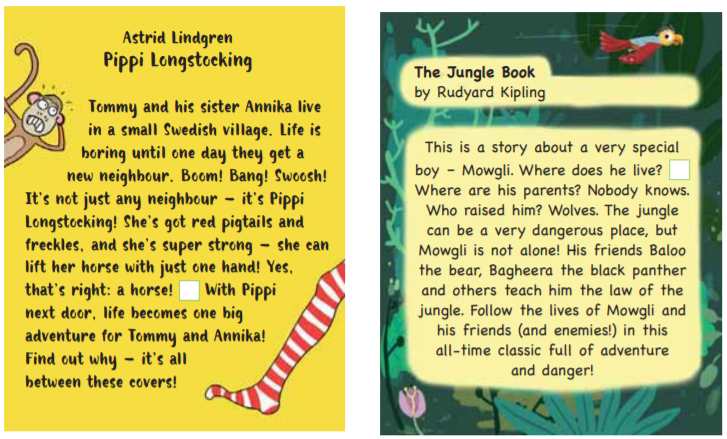 Astrid Lindgren
Pippi Longstocking
Tommy and his sister Annika live
in a small Swedish village. Life is
boring until one day they get a
new neighbour. Boom! Bang! Swoosh!
It's not just any neighbour – it's Pippi
Longstocking! She's got red pigtails and
freckles, and she's super strong – she can
lift her horse with just one hand! Yes,
that's right: a horse! With Pippi
next door, life becomes one big
adventure for Tommy and Annika!
Find out why – it's all
between these covers!
The Jungle Book
by Rudyard Kipling
This is a story about a very special
boy – Mowgli. Where does he live?
Where are his parents? Nobody knows.
Who raised him? Wolves. The jungle
can be a very dangerous place, but
Mowgli is not alone! His friends Baloo
the bear, Bagheera the black panther
and others teach him the law of the
jungle. Follow the lives of Mowgli and
his friends (and enemies!) in this
all-time classic full of adventure
and danger!